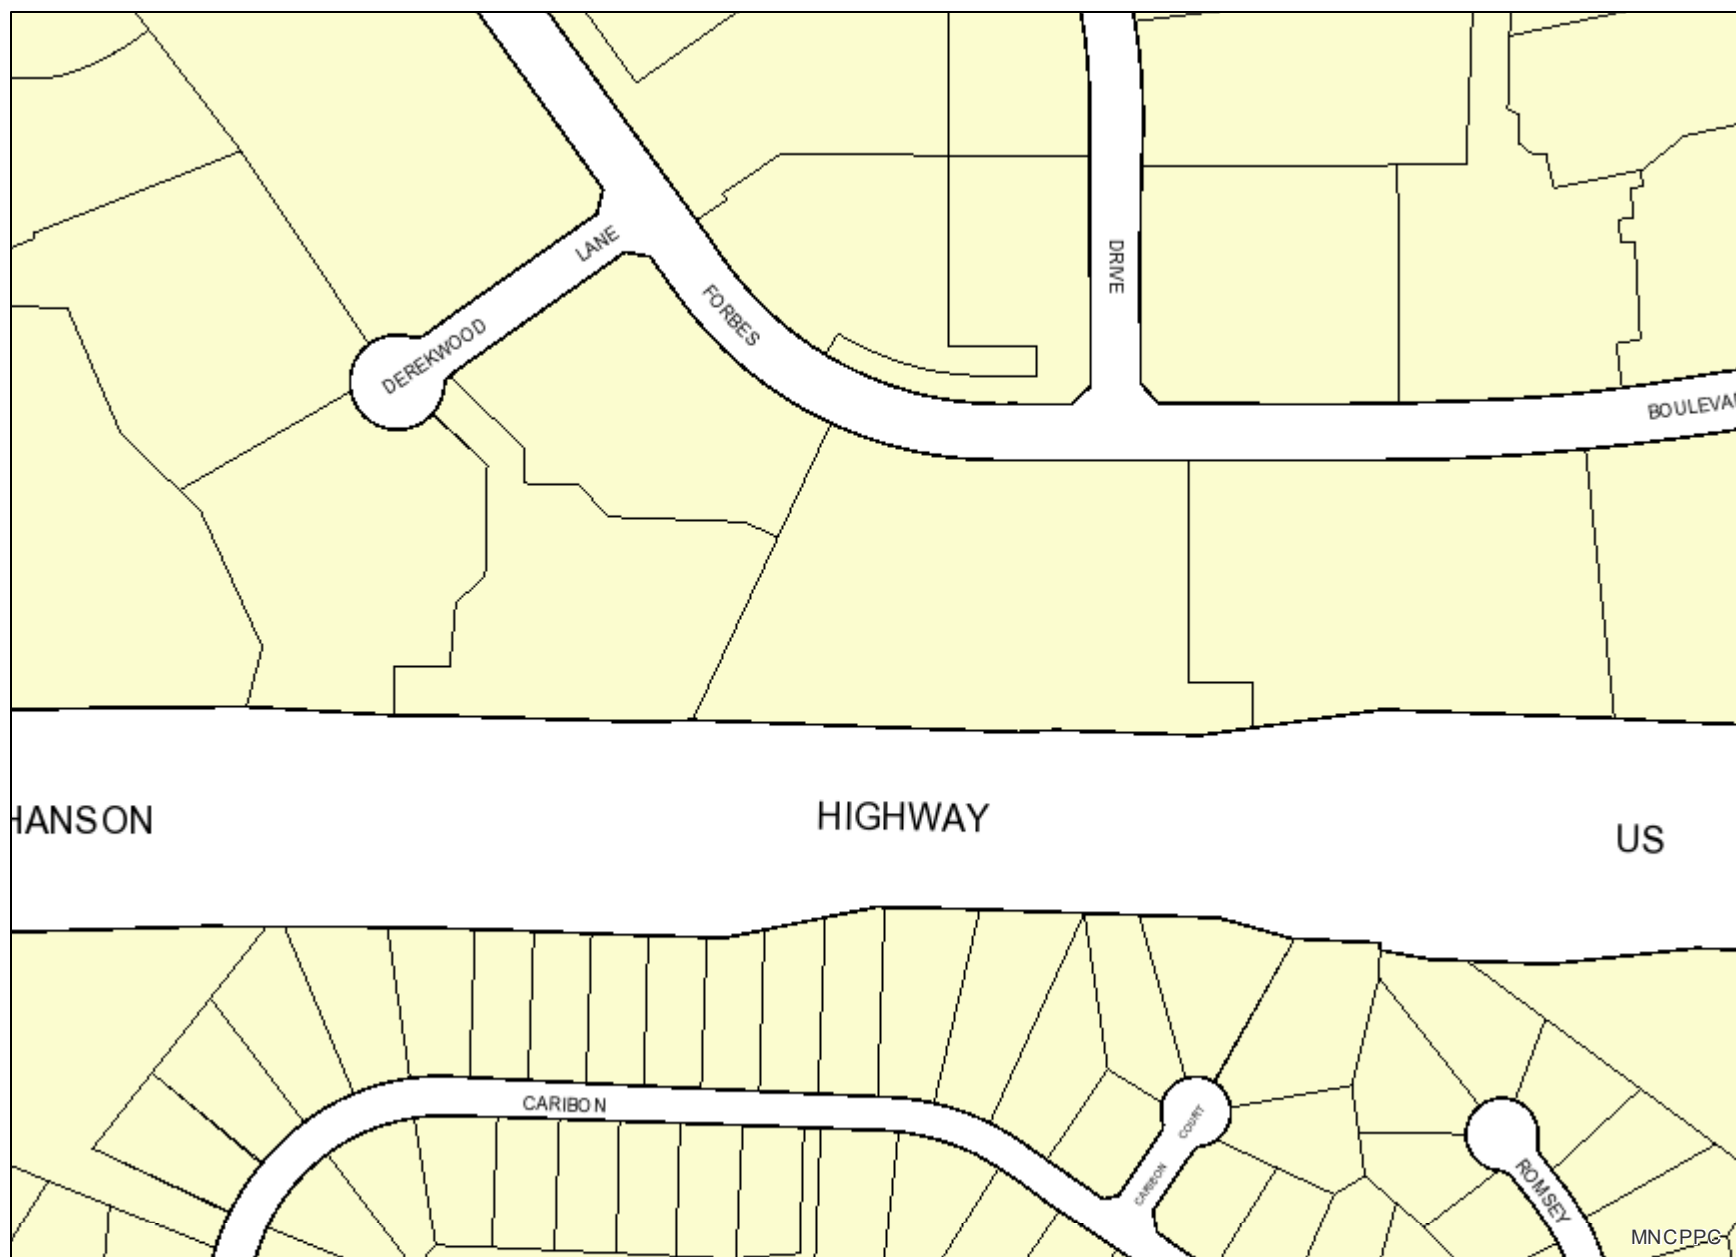 LANE
DRIVE
FORBES
DEREKWOOD
BOULEVA
HANSON
HIGHWAY
US
CARIBON
COURT
CARIBON
ROMSEY
MNCPPC